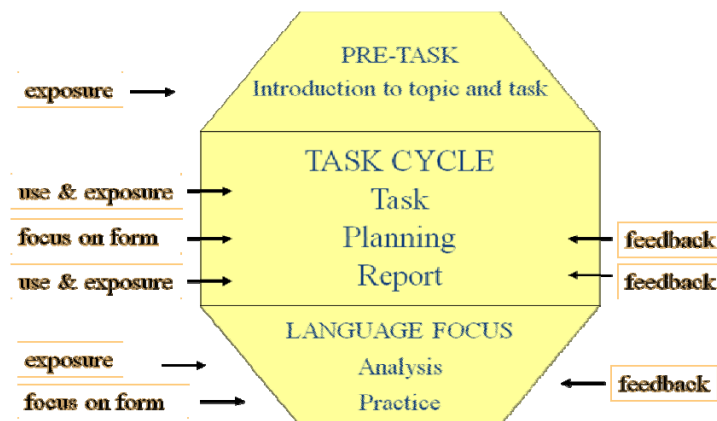 PRE-TASK
exposure
Introduction to topic and task
TASK CYCLE
use & exposure
Task
focus on form
Planning
feedback
use & exposure
Report
feedback
LANGUAGE FOCUS
exposure
Analysis
feedback
focus on form
Practice